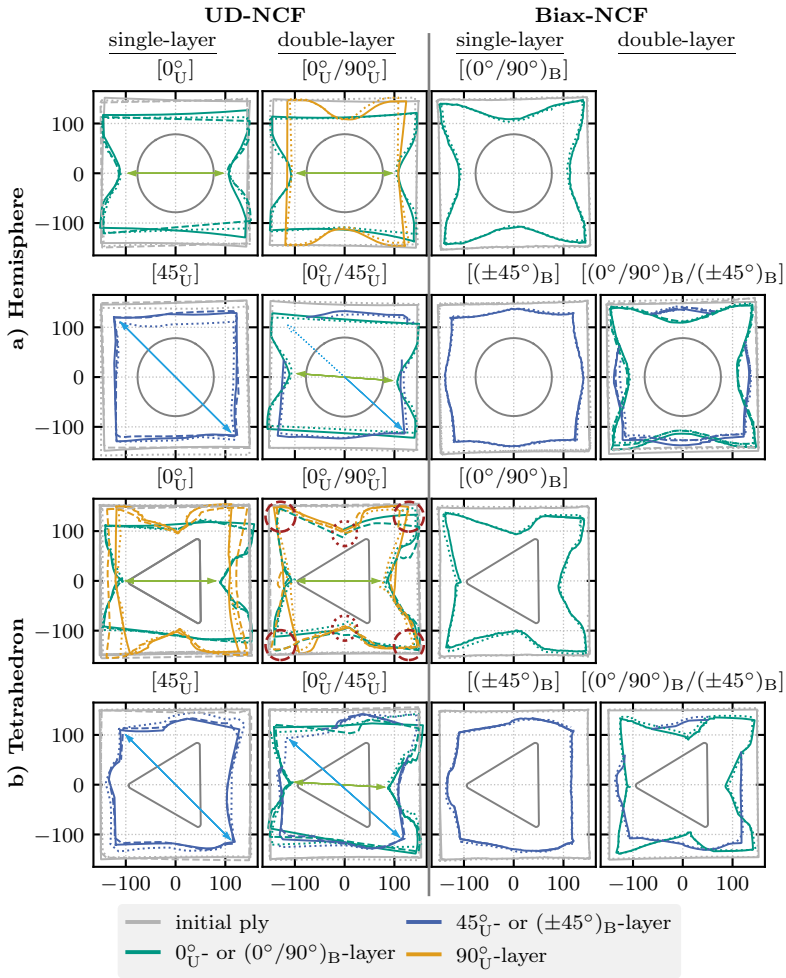 UD-NCF Biax-NCF
single-layer double-layer single-layer double-layer
[0°U] [0°U/90°U] [(0°/90°)B]
100
0
−100
a) Hemisphere
[45°U] [0°U/45°U] [(±45°)B] [(0°/90°)B/(±45°)B]
100
0
−100
[0°U] [0°U/90°U] [(0°/90°)B]
100
0
−100
b) Tetrahedron
[45°U] [0°U/45°U] [(±45°)B] [(0°/90°)B/(±45°)B]
100
0
−100
−100 0 100 −100 0 100 −100 0 100 −100 0 100
initial ply 45°U- or (±45°)B-layer
0°U- or (0°/90°)B-layer 90°U-layer